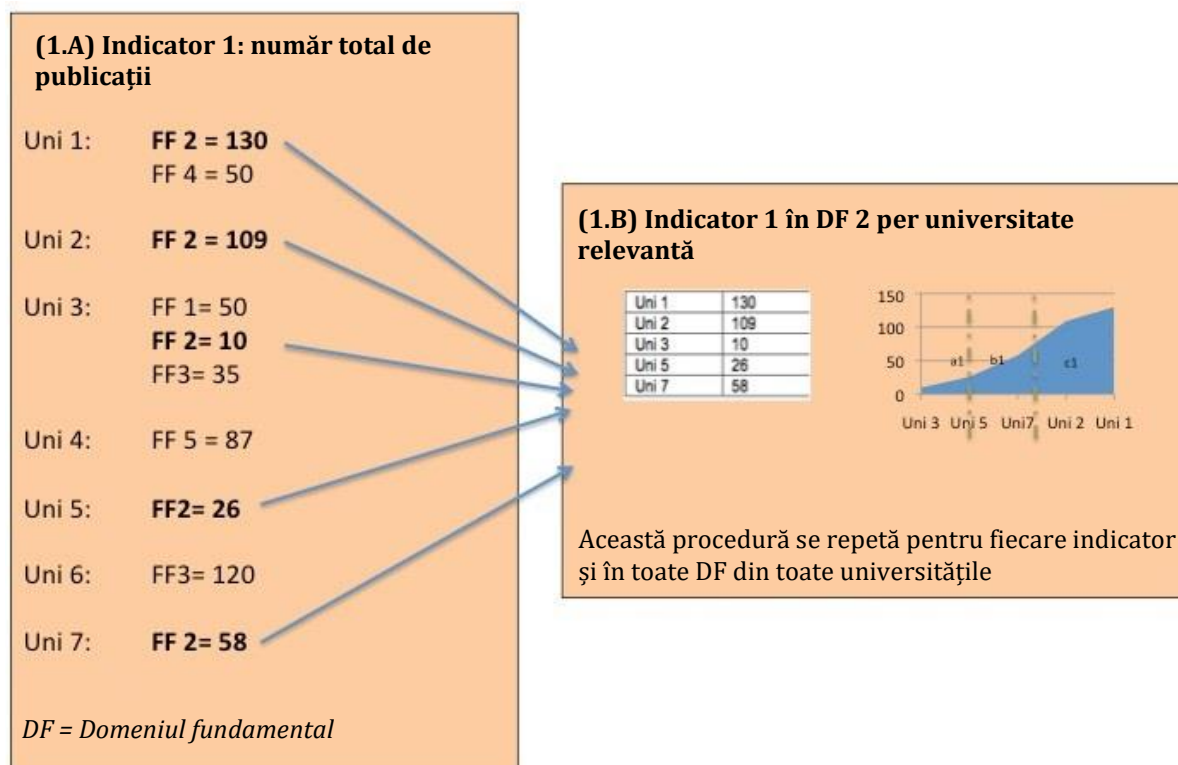 (1.A) Indicator 1: număr total de
publicații
Uni 1: FF 2 = 130
FF 4 = 50
Uni 2: FF 2 = 109
Uni 3: FF 1= 50
FF 2= 10
FF3= 35
Uni 4: FF 5 = 87
Uni 5: FF2= 26
Uni 6: FF3= 120
Uni 7: FF 2= 58
DF = Domeniul fundamental
(1.B) Indicator 1 în DF 2 per universitate
relevantă
Uni 1 130
Uni 2 109
Uni 3 10
Uni 5 26
Uni 7 58
150
100
50
0
a1 b1 c1
Uni 3 Uni 5 Uni7 Uni 2 Uni 1
Această procedură se repetă pentru fiecare indicator
și în toate DF din toate universitățile